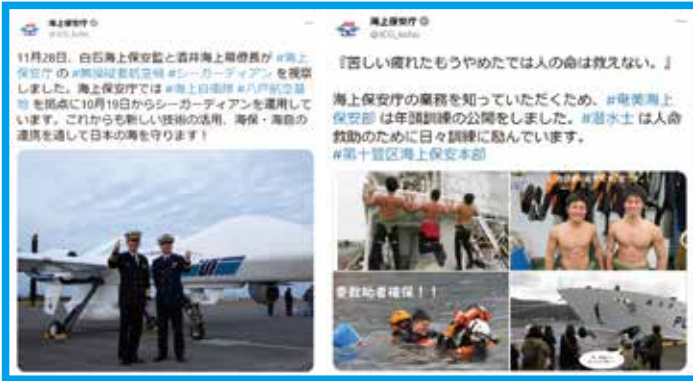 海上保安庁
@JCG_koho
11月28日、白石海上保安監と酒井海上幕僚長が #海上
保安庁 の #無操縦者航空機 #シーガーディアン を視察
しました。海上保安庁では #海上自衛隊 #八戸航空基
地 を拠点に10月19日からシーガーディアンを運用して
います。これからも新しい技術の活用、海保・海自の
連携を通して日本の海を守ります！
海上保安庁
@JCG_koho
『苦しい疲れたもうやめたでは人の命は救えない。』
海上保安庁の業務を知っていただくため、#奄美海上
保安部 は年頭訓練の公開をしました。#潜水士 は人命
救助のために日々訓練に励んでいます。
#第十管区海上保安本部
要救助者確保！！